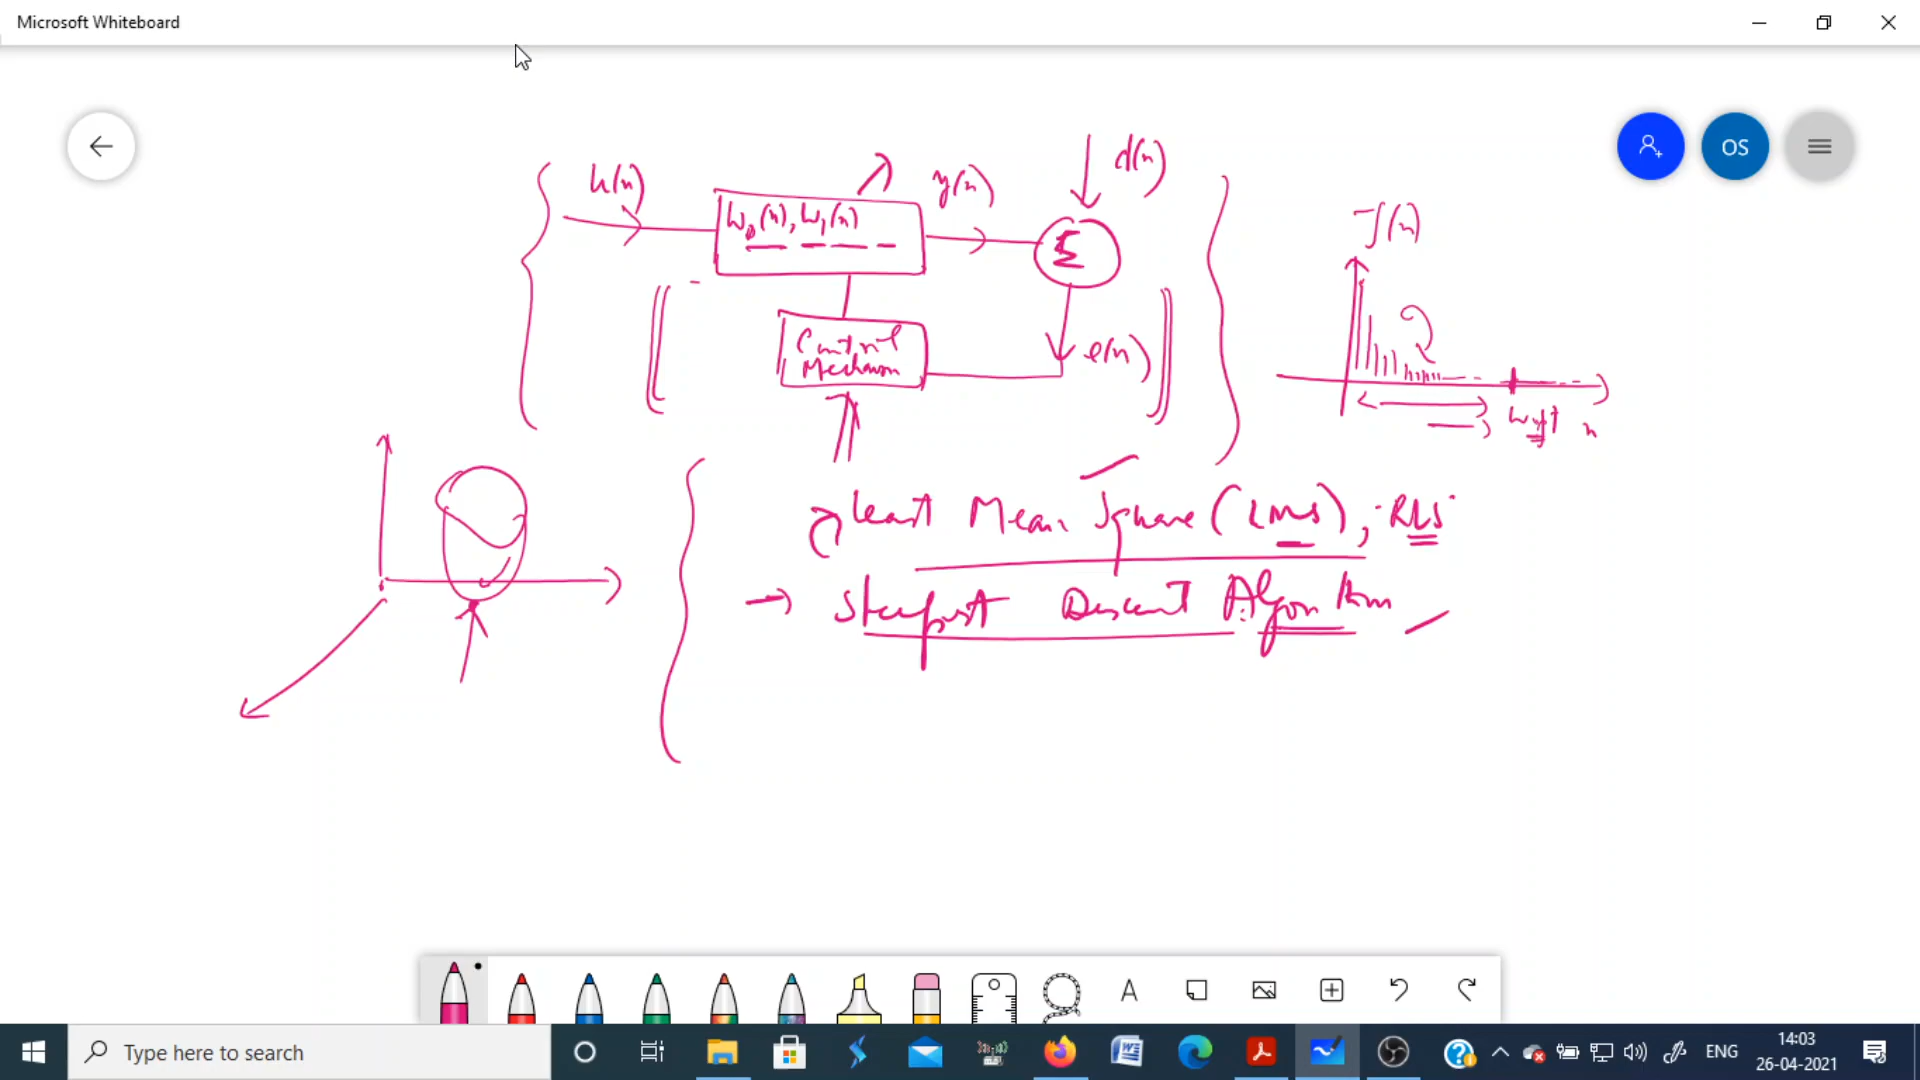 Microsoft Whiteboard
OS
u(n)
W₀(n), W₁(n)
y(n)
d(n)
Σ
e(n)
Control
Mechanism
J(n)
Wopt n
Least Mean Square (LMS), RLS
→ Steepest Descent Algorithm
A
Type here to search
W
ENG
14:03
26-04-2021